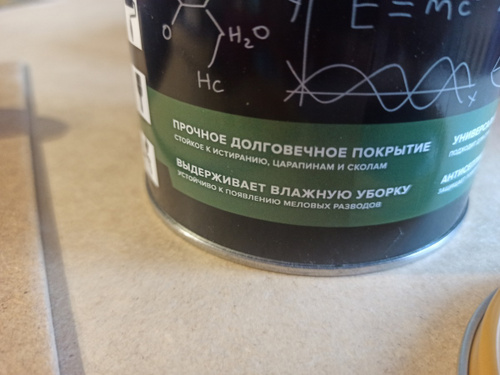 E = mc
H₂O
O
Hc
x
ПРОЧНОЕ ДОЛГОВЕЧНОЕ ПОКРЫТИЕ
СТОЙКОЕ К ИСТИРАНИЮ, ЦАРАПИНАМ И СКОЛАМ
ВЫДЕРЖИВАЕТ ВЛАЖНУЮ УБОРКУ
УСТОЙЧИВО К ПОЯВЛЕНИЮ МЕЛОВЫХ РАЗВОДОВ